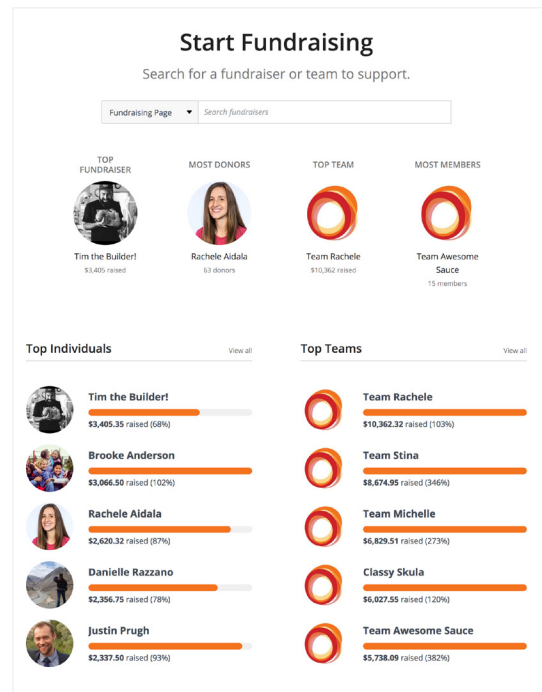 Start Fundraising
Search for a fundraiser or team to support.
Fundraising Page
Search fundraisers
TOP
FUNDRAISER
Tim the Builder!
$3,405 raised
MOST DONORS
Rachele Aidala
63 donors
TOP TEAM
Team Rachele
$10,362 raised
MOST MEMBERS
Team Awesome
Sauce
15 members
Top Individuals
View all
Tim the Builder!
$3,405.35 raised (68%)
Brooke Anderson
$3,066.50 raised (102%)
Rachele Aidala
$2,620.32 raised (87%)
Danielle Razzano
$2,356.75 raised (78%)
Justin Prugh
$2,337.50 raised (93%)
Top Teams
View all
Team Rachele
$10,362.32 raised (103%)
Team Stina
$8,674.95 raised (346%)
Team Michelle
$6,829.51 raised (273%)
Classy Skula
$6,027.55 raised (120%)
Team Awesome Sauce
$5,738.09 raised (382%)